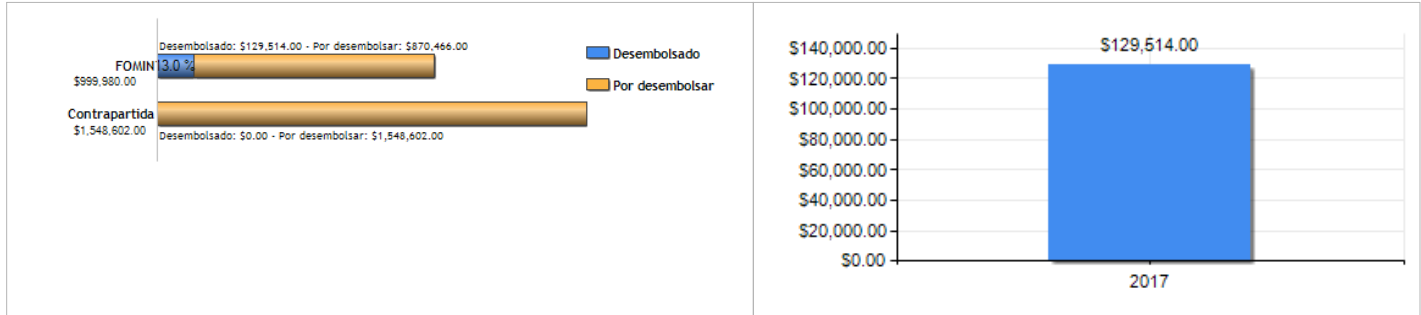 Desembolsado: $129,514.00 - Por desembolsar: $870,466.00
FOMIN 13.0 %
$999,980.00
Contrapartida
$1,548,602.00
Desembolsado: $0.00 - Por desembolsar: $1,548,602.00
Desembolsado
Por desembolsar
$129,514.00
$140,000.00
$120,000.00
$100,000.00
$80,000.00
$60,000.00
$40,000.00
$20,000.00
$0.00
2017